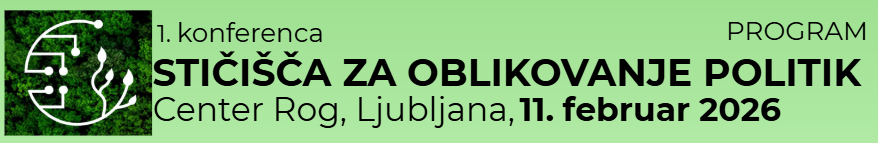 1. konferenca
PROGRAM
STIČIŠČA ZA OBLIKOVANJE POLITIK
Center Rog, Ljubljana, 11. februar 2026